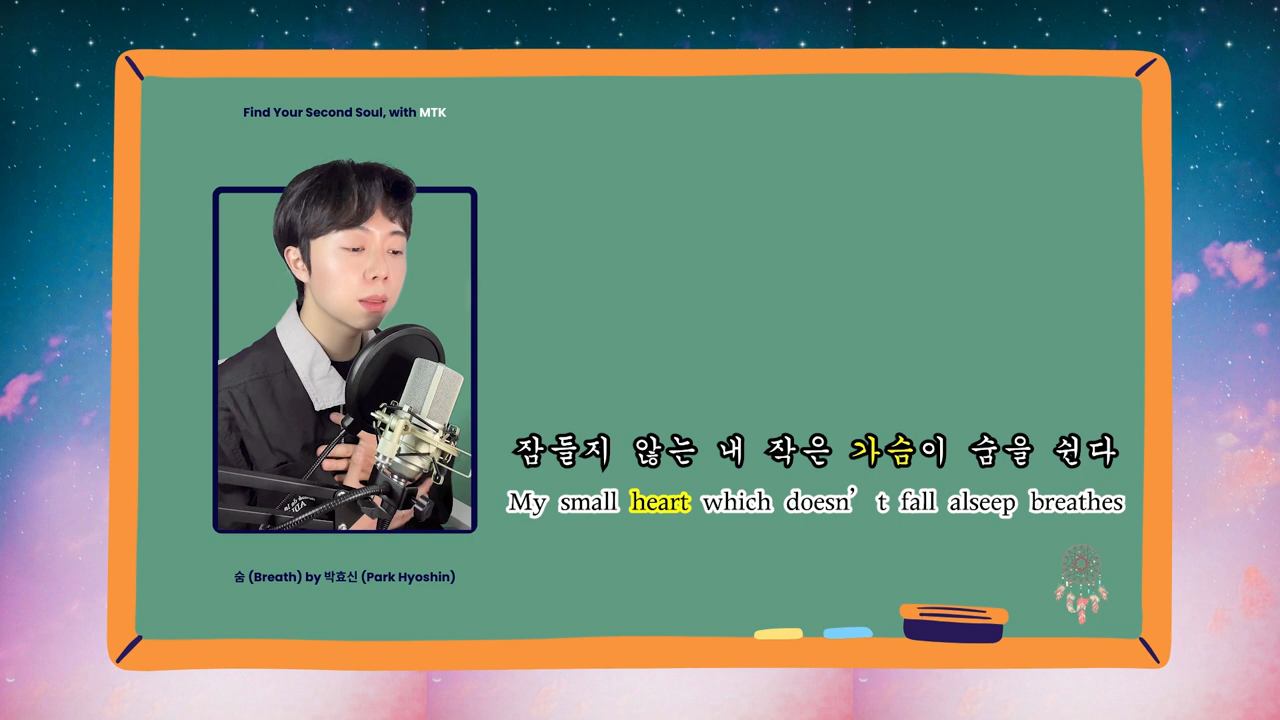 Find Your Second Soul, with MTK
잠들지 않는 내 작은 가슴이 숨을 쉰다
My small heart which doesn’ t fall alseep breathes
숨 (Breath) by 박효신 (Park Hyoshin)